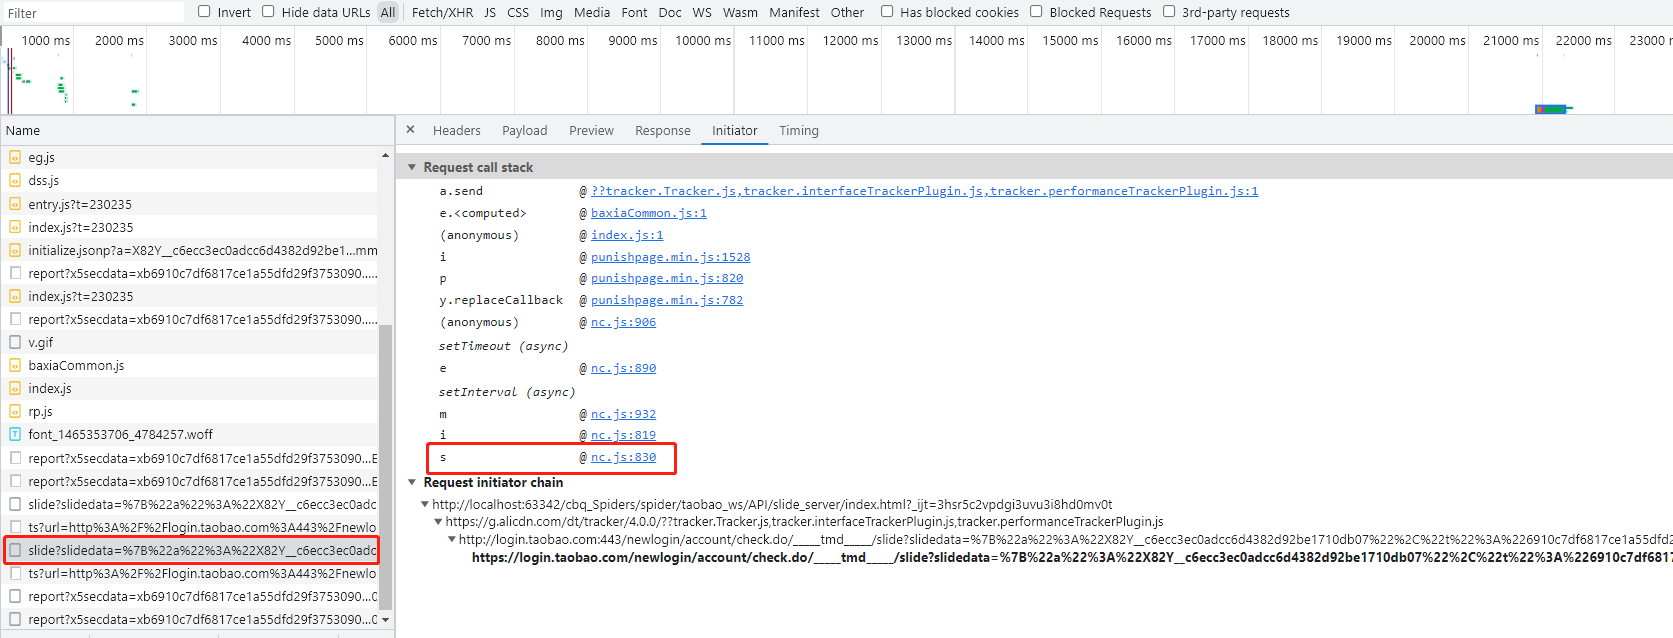 Filter Invert Hide data URLs All Fetch/XHR JS CSS Img Media Font Doc WS Wasm Manifest Other Has blocked cookies Blocked Requests 3rd-party requests
1000 ms 2000 ms 3000 ms 4000 ms 5000 ms 6000 ms 7000 ms 8000 ms 9000 ms 10000 ms 11000 ms 12000 ms 13000 ms 14000 ms 15000 ms 16000 ms 17000 ms 18000 ms 19000 ms 20000 ms 21000 ms 22000 ms 23000 r
Name
eg.js
dss.js
entry.js?t=230235
index.js?t=230235
initialize.jsonp?a=X82Y__c6ecc3ec0adcc6d4382d92be1...mm
report?x5secdata=xb6910c7df6817ce1a55dfd29f3753090.....
index.js?t=230235
report?x5secdata=xb6910c7df6817ce1a55dfd29f3753090.....
v.gif
baxiaCommon.js
index.js
rp.js
font_1465353706_4784257.woff
report?x5secdata=xb6910c7df6817ce1a55dfd29f3753090...E
report?x5secdata=xb6910c7df6817ce1a55dfd29f3753090...E
slide?slidedata=%7B%22a%22%3A%22X82Y__c6ecc3ec0adc
ts?url=http%3A%2F%2Flogin.taobao.com%3A443%2Fnewlo
slide?slidedata=%7B%22a%22%3A%22X82Y__c6ecc3ec0adc
ts?url=http%3A%2F%2Flogin.taobao.com%3A443%2Fnewlo
report?x5secdata=xb6910c7df6817ce1a55dfd29f3753090...0
report?x5secdata=xb6910c7df6817ce1a55dfd29f3753090...0
× Headers Payload Preview Response Initiator Timing
Request call stack
a.send @ ??tracker.Tracker.js,tracker.interfaceTrackerPlugin.js,tracker.performanceTrackerPlugin.js:1
e.<computed> @ baxiaCommon.js:1
(anonymous) @ index.js:1
i @ punishpage.min.js:1528
p @ punishpage.min.js:820
y.replaceCallback @ punishpage.min.js:782
(anonymous) @ nc.js:906
setTimeout (async)
e @ nc.js:890
setInterval (async)
m @ nc.js:932
i @ nc.js:819
s @ nc.js:830
Request initiator chain
http://localhost:63342/cbq_Spiders/spider/taobao_ws/API/slide_server/index.html?_ijt=3hsr5c2vpdgi3uvu3i8hd0mv0t
https://g.alicdn.com/dt/tracker/4.0.0/??tracker.Tracker.js,tracker.interfaceTrackerPlugin.js,tracker.performanceTrackerPlugin.js
http://login.taobao.com:443/newlogin/account/check.do/_____tmd_____/slide?slidedata=%7B%22a%22%3A%22X82Y__c6ecc3ec0adcc6d4382d92be1710db07%22%2C%22t%22%3A%226910c7df6817ce1a55dfd29
https://login.taobao.com/newlogin/account/check.do/_____tmd_____/slide?slidedata=%7B%22a%22%3A%22X82Y__c6ecc3ec0adcc6d4382d92be1710db07%22%2C%22t%22%3A%226910c7df6817